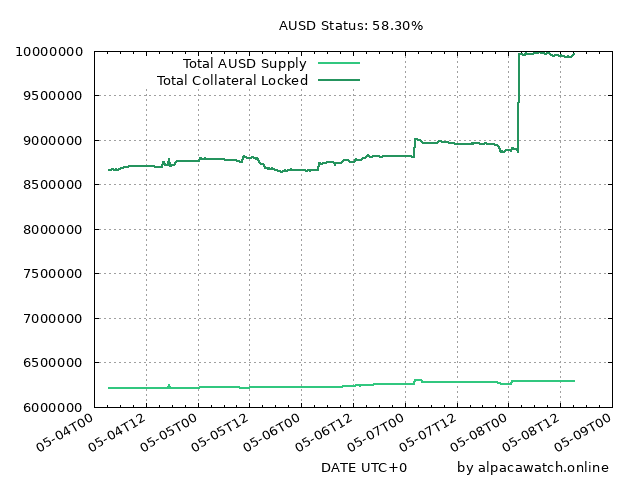 AUSD Status: 58.30%
Total AUSD Supply
Total Collateral Locked
10000000
9500000
9000000
8500000
8000000
7500000
7000000
6500000
6000000
05-04T00
05-04T12
05-05T00
05-05T12
05-06T00
05-06T12
05-07T00
05-07T12
05-08T00
05-08T12
05-09T00
DATE UTC+0
by alpacawatch.online